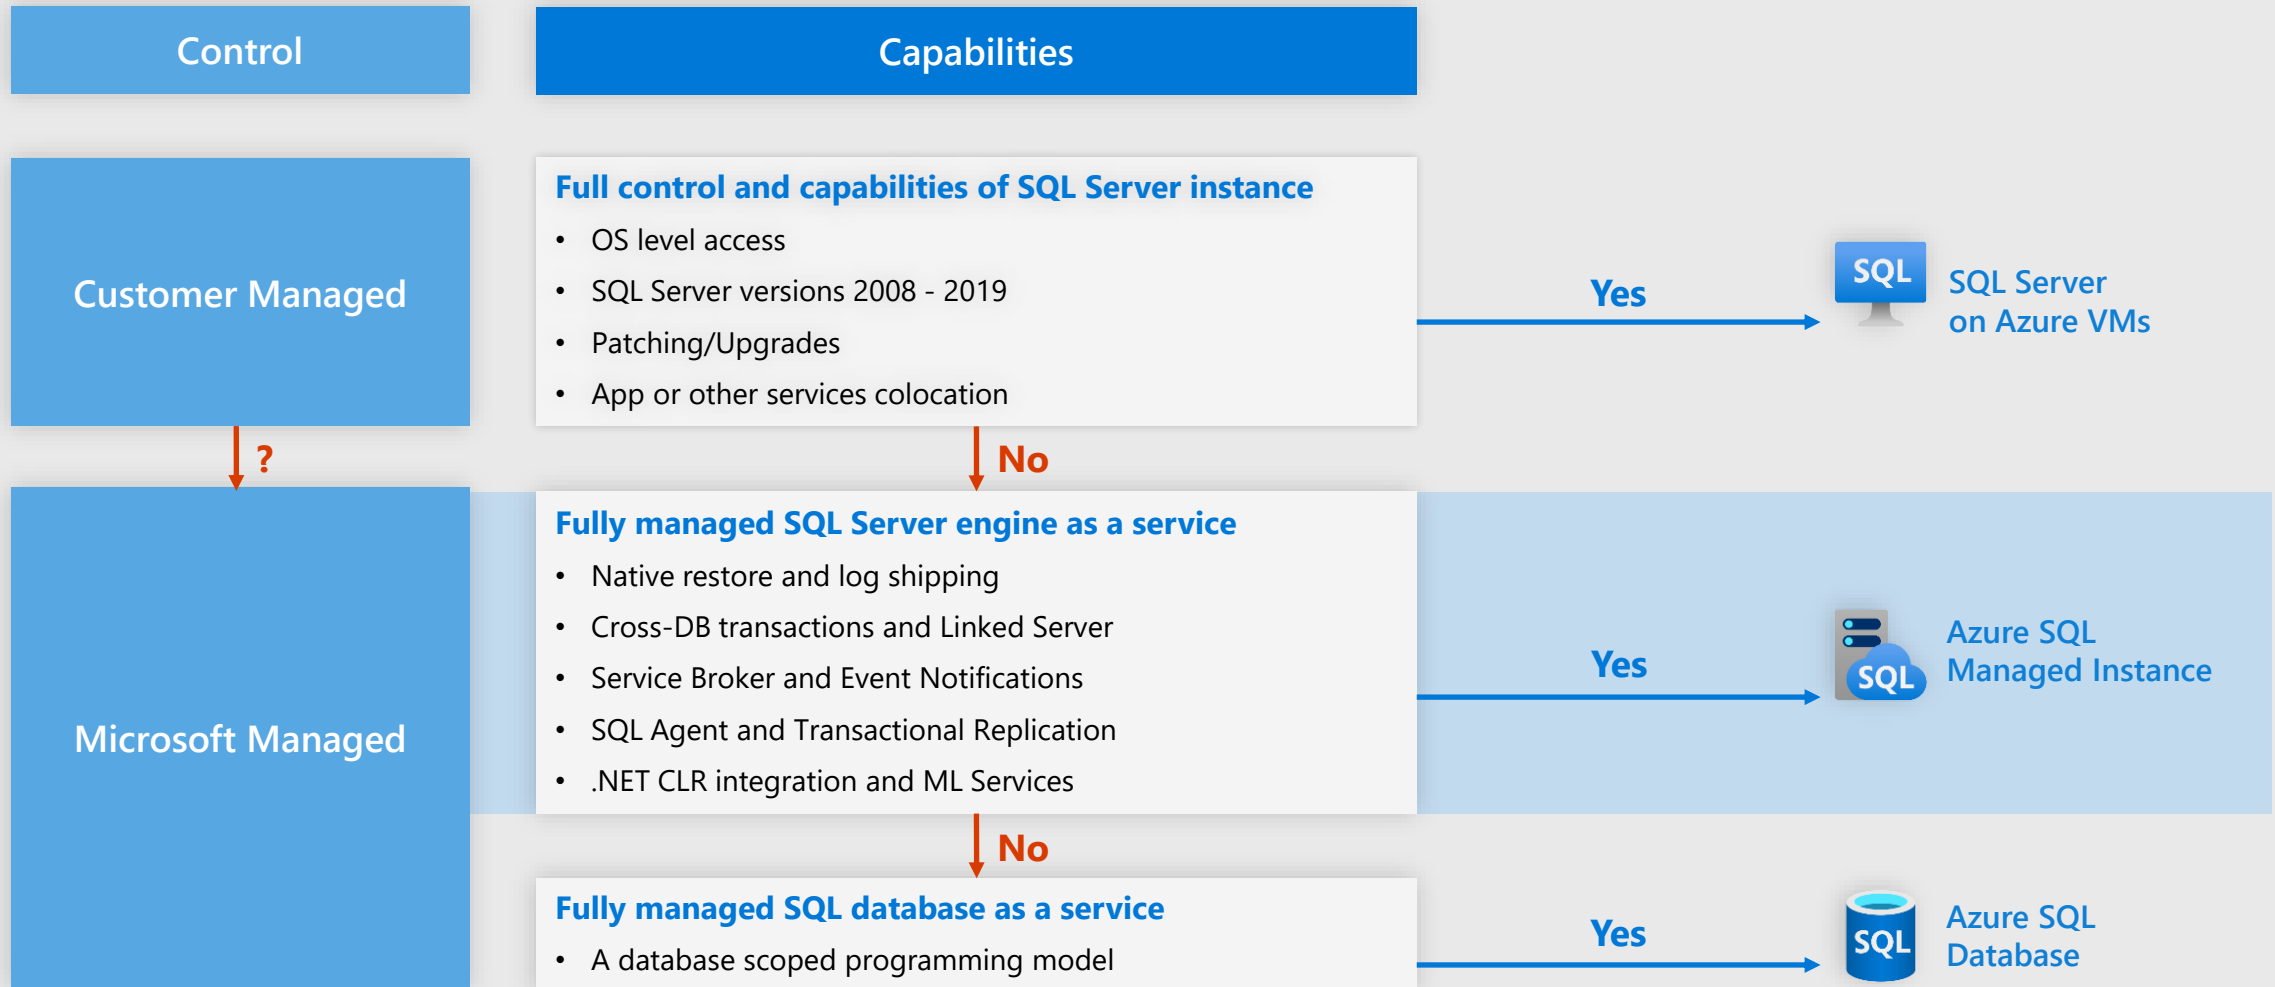 Control
Capabilities
Customer Managed
Full control and capabilities of SQL Server instance
• OS level access
• SQL Server versions 2008 - 2019
• Patching/Upgrades
• App or other services colocation
Yes
SQL
SQL Server
on Azure VMs
?
No
Microsoft Managed
Fully managed SQL Server engine as a service
• Native restore and log shipping
• Cross-DB transactions and Linked Server
• Service Broker and Event Notifications
• SQL Agent and Transactional Replication
• .NET CLR integration and ML Services
Yes
SQL
Azure SQL
Managed Instance
No
Fully managed SQL database as a service
• A database scoped programming model
Yes
SQL
Azure SQL
Database